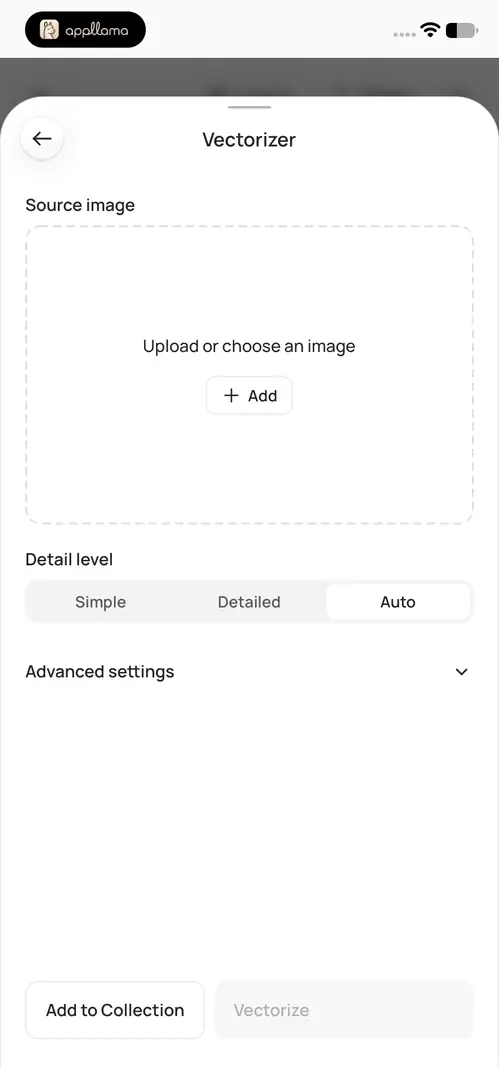 appllama
Vectorizer
Source image
Upload or choose an image
Add
Detail level
Simple Detailed Auto
Advanced settings
Add to Collection Vectorize